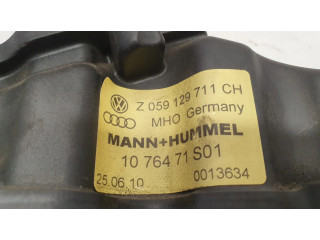 Z 059 129 711 CH
MHO Germany
MANN+HUMMEL
10 764 71 S01
25.06.10 0013634